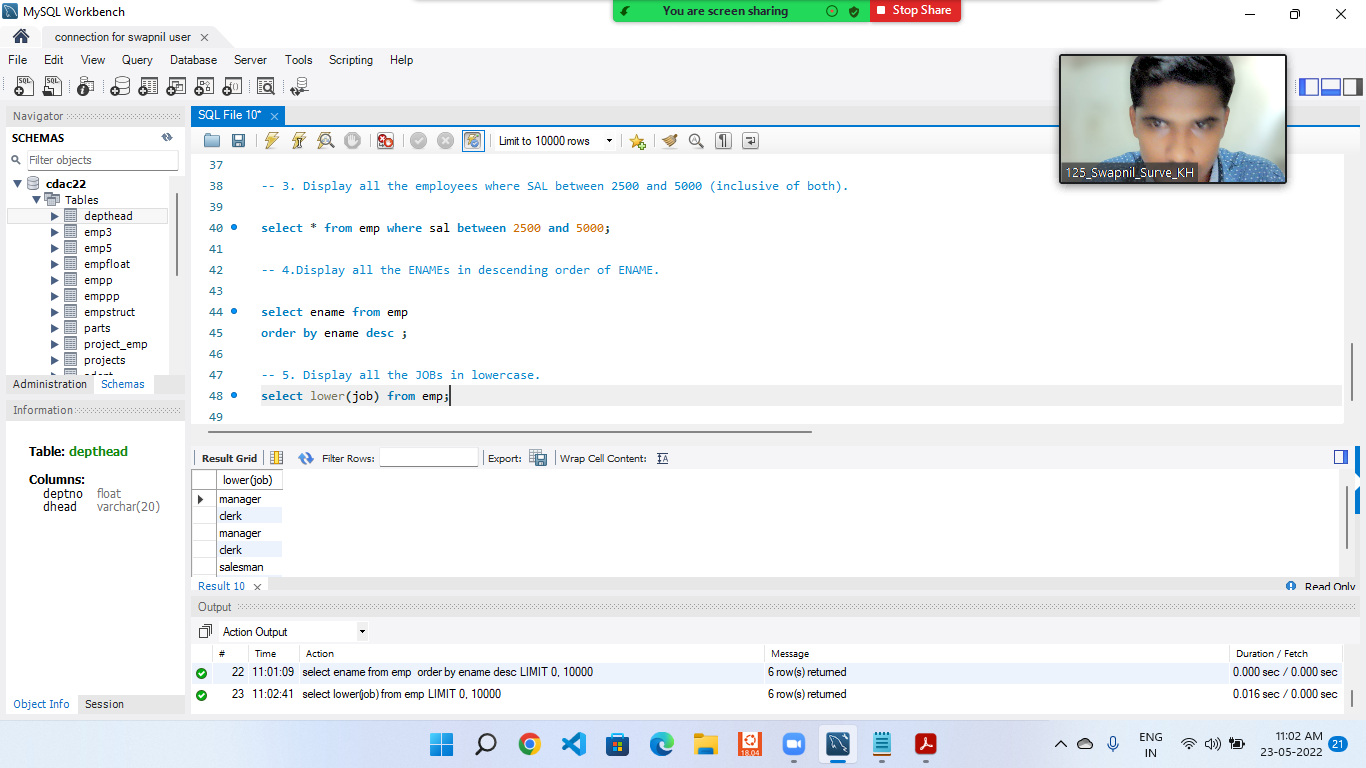 MySQL Workbench
You are screen sharing
Stop Share
connection for swapnil user
File Edit View Query Database Server Tools Scripting Help
Navigator
SCHEMAS
Filter objects
cdac22
Tables
depthead
emp3
emp5
empfloat
empp
emppp
empstruct
parts
project_emp
projects
Administration Schemas
Information
Table: depthead
Columns:
deptno float
dhead varchar(20)
Object Info Session
SQL File 10*
Limit to 10000 rows
125_Swapnil_Surve_KH
37
38 -- 3. Display all the employees where SAL between 2500 and 5000 (inclusive of both).
39
40 select * from emp where sal between 2500 and 5000;
41
42 -- 4.Display all the ENAMEs in descending order of ENAME.
43
44 select ename from emp
45 order by ename desc ;
46
47 -- 5. Display all the JOBs in lowercase.
48 select lower(job) from emp;
49
Result Grid Filter Rows: Export: Wrap Cell Content:
lower(job)
manager
clerk
manager
clerk
salesman
Result 10
Read Only
Output
Action Output
# Time Action Message Duration / Fetch
22 11:01:09 select ename from emp order by ename desc LIMIT 0, 10000 6 row(s) returned 0.000 sec / 0.000 sec
23 11:02:41 select lower(job) from emp LIMIT 0, 10000 6 row(s) returned 0.016 sec / 0.000 sec
18.04
ENG
IN
11:02 AM
23-05-2022
21